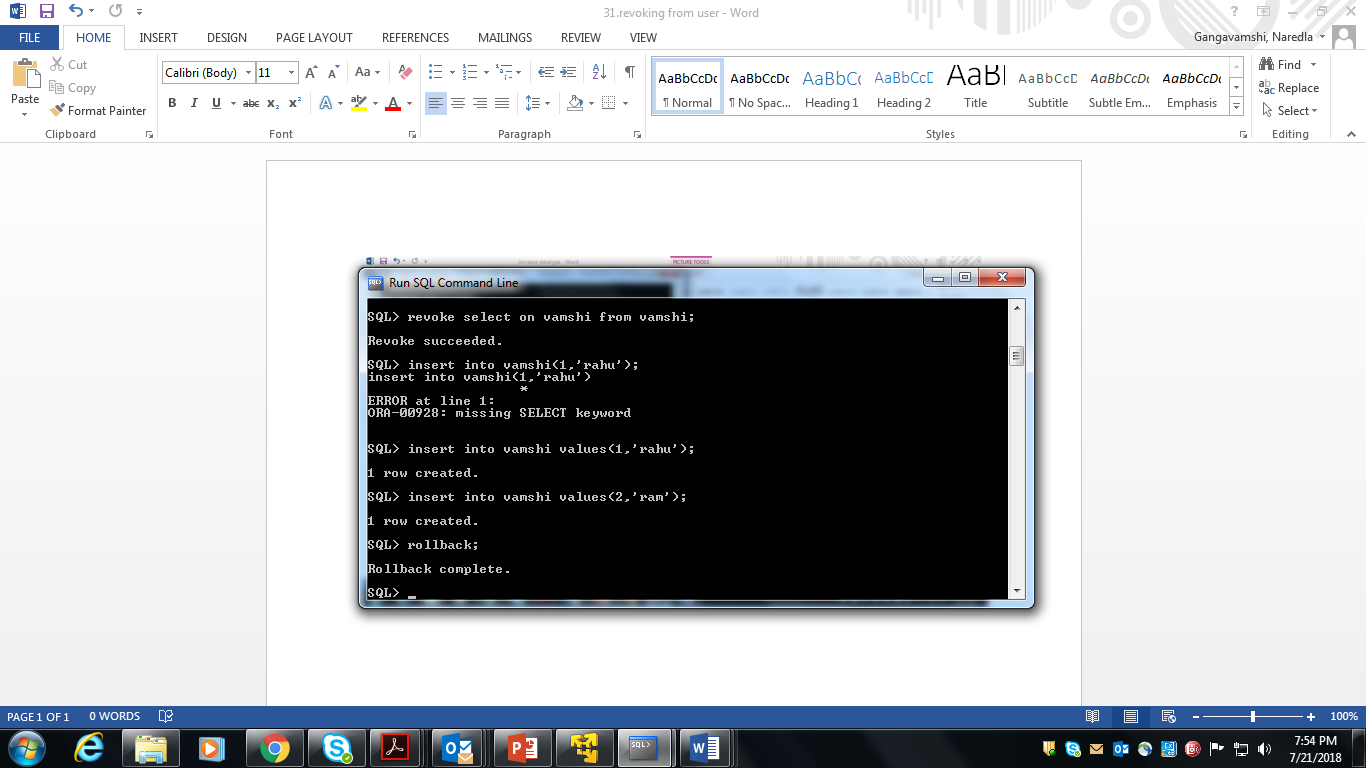 31.revoking from user - Word
FILE HOME INSERT DESIGN PAGE LAYOUT REFERENCES MAILINGS REVIEW VIEW
Gangavamshi, Naredla
Paste
Cut
Copy
Format Painter
Clipboard
Calibri (Body) 11
Font
Paragraph
AaBbCcDc AaBbCcDc AaBbCc AaBbCcD AaBl AaBbCcD AaBbCcDc AaBbCcDc
¶ Normal ¶ No Spac... Heading 1 Heading 2 Title Subtitle Subtle Em... Emphasis
Styles
Find
Replace
Select
Editing
increase datatype - Word
PICTURE TOOLS
Run SQL Command Line
SQL> revoke select on vamshi from vamshi;
Revoke succeeded.
SQL> insert into vamshi(1,'rahu');
insert into vamshi(1,'rahu')
*
ERROR at line 1:
ORA-00928: missing SELECT keyword
SQL> insert into vamshi values(1,'rahu');
1 row created.
SQL> insert into vamshi values(2,'ram');
1 row created.
SQL> rollback;
Rollback complete.
SQL> _
PAGE 1 OF 1 0 WORDS
100%
7:54 PM
7/21/2018